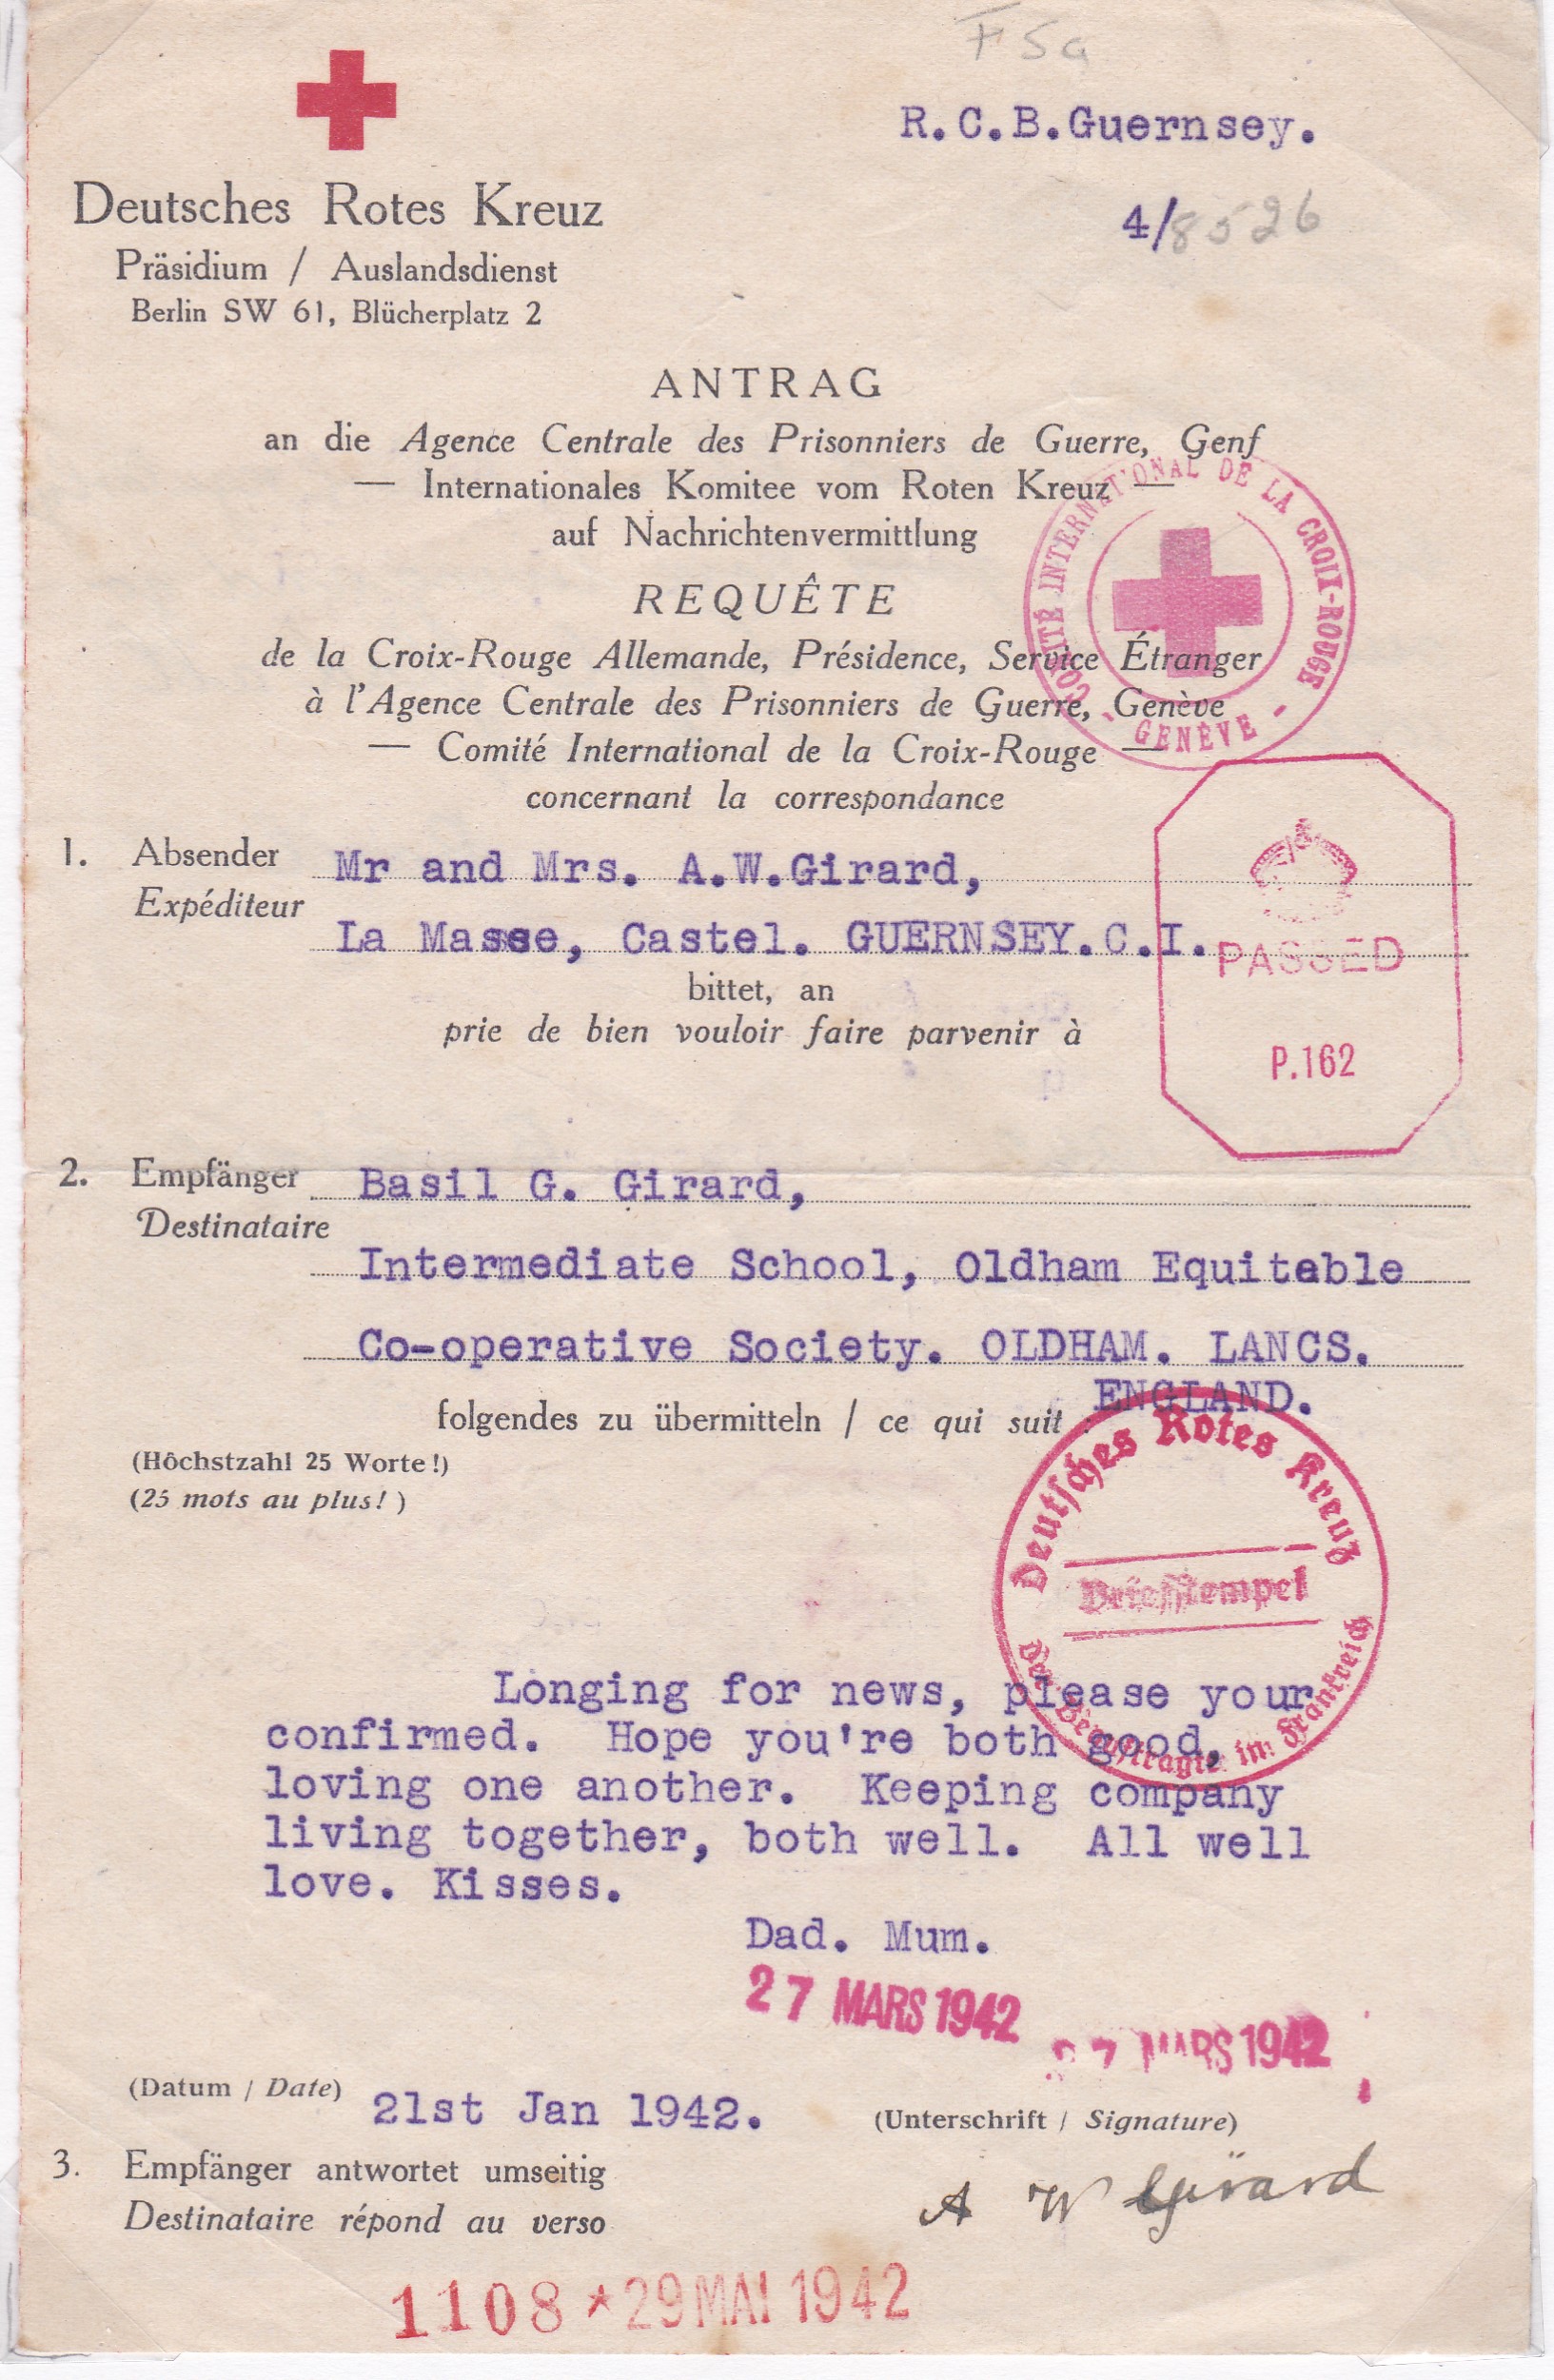 F 5a
R.C.B.Guernsey.
4/8526
Deutsches Rotes Kreuz
Präsidium / Auslandsdienst
Berlin SW 61, Blücherplatz 2
ANTRAG
an die Agence Centrale des Prisonniers de Guerre, Genf
— Internationales Komitee vom Roten Kreuz —
auf Nachrichtenvermittlung
REQUÊTE
de la Croix-Rouge Allemande, Présidence, Service Étranger
à l'Agence Centrale des Prisonniers de Guerre, Genève
— Comité International de la Croix-Rouge —
concernant la correspondance
COMITÉ INTERNATIONAL DE LA CROIX-ROUGE
- GENÈVE -
1. Absender Mr and Mrs. A.W.Girard,
Expéditeur
La Masse, Castel. GUERNSEY.C.I.
PASSED
P.162
bittet, an
prie de bien vouloir faire parvenir à
2. Empfänger Basil G. Girard,
Destinataire
Intermediate School, Oldham Equitable
Co-operative Society. OLDHAM. LANCS.
ENGLAND.
folgendes zu übermitteln / ce qui suit :
(Hôchstzahl 25 Worte!)
(25 mots au plus! )
Deutsches Rotes Kreuz
Briefstempel
Der Beauftragte in Frankreich
Longing for news, please your
confirmed. Hope you're both good,
loving one another. Keeping company
living together, both well. All well
love. Kisses.
Dad. Mum.
27 MARS 1942
27 MARS 1942
(Datum / Date) 21st Jan 1942.
(Unterschrift / Signature)
3. Empfänger antwortet umseitig
Destinataire répond au verso
A W Girard
1108 * 29 MAI 1942